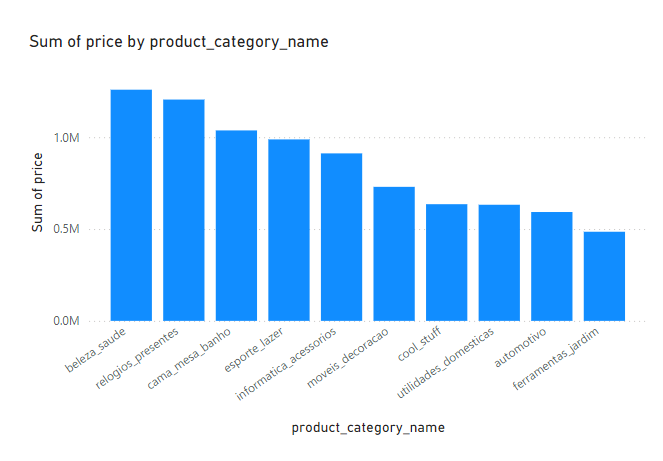 Sum of price by product_category_name
Sum of price
1.0M
0.5M
0.0M
beleza_saude
relogios_presentes
cama_mesa_banho
esporte_lazer
informatica_acessorios
moveis_decoracao
cool_stuff
utilidades_domesticas
automotivo
ferramentas_jardim
product_category_name